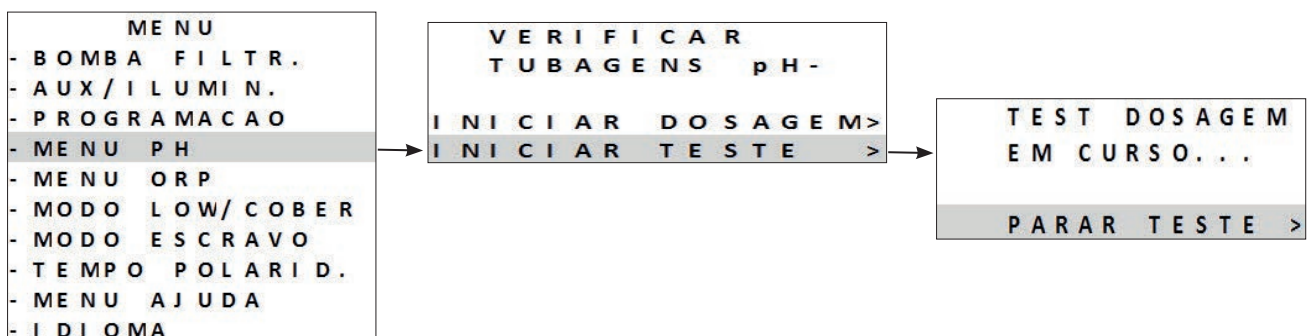 MENU
- BOMBA FILTR.
- AUX/ILUMIN.
- PROGRAMACAO
- MENU PH
- MENU ORP
- MODO LOW/COBER
- MODO ESCRAVO
- TEMPO POLARID.
- MENU AJUDA
- IDIOMA
VERIFICAR
TUBAGENS pH-
INICIAR DOSAGEM>
INICIAR TESTE >
TEST DOSAGEM
EM CURSO...
PARAR TESTE >